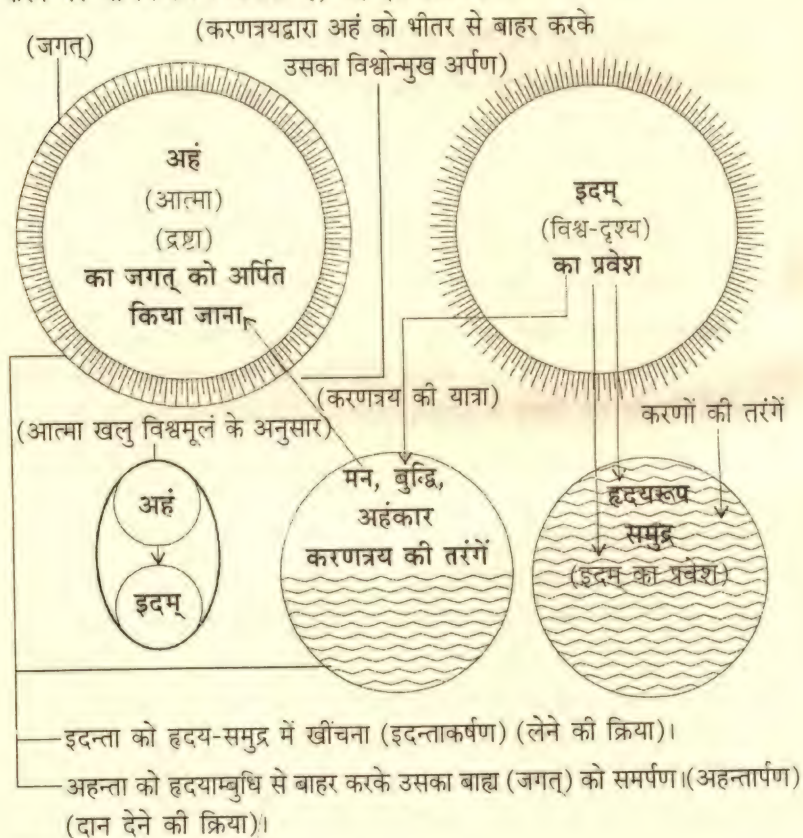 (करणत्रयद्वारा अहं को भीतर से बाहर करके
उसका विश्वोन्मुख अर्पण)
(जगत्)
अहं
(आत्मा)
(द्रष्टा)
का जगत् को अर्पित
किया जाना
इदम्
(विश्व-दृश्य)
का प्रवेश
(करणत्रय की यात्रा)
करणों की तरंगें
(आत्मा खलु विश्वमूलं के अनुसार)
अहं
इदम्
मन, बुद्धि,
अहंकार
करणत्रय की तरंगें
हृदयरूप
समुद्र
(इदम का प्रवेश)
इदन्ता को हृदय-समुद्र में खींचना (इदन्ताकर्षण) (लेने की क्रिया)।
अहन्ता को हृदयाम्बुधि से बाहर करके उसका बाह्य (जगत्) को समर्पण।(अहन्तार्पण)
(दान देने की क्रिया)।